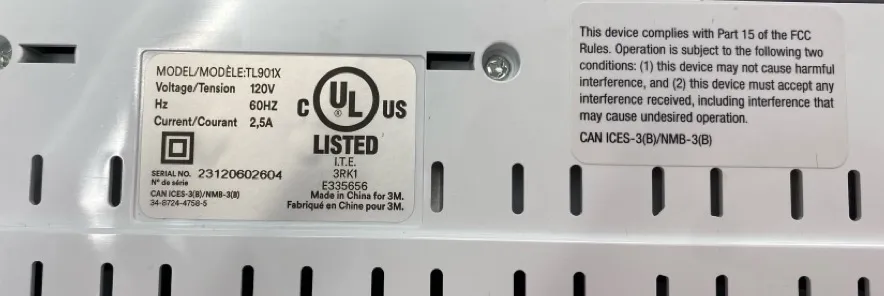 MODEL/MODÈLE:TL901X
Voltage/Tension 120V
Hz 60HZ
Current/Courant 2,5A
SERIAL NO. 23120602604
N° de série
CAN ICES-3(B)/NMB-3(B)
34-8724-4758-5
C UL US
®
LISTED
I.T.E.
3RK1
E335656
Made in China for 3M.
Fabriqué en Chine pour 3M.
This device complies with Part 15 of the FCC
Rules. Operation is subject to the following two
conditions: (1) this device may not cause harmful
interference, and (2) this device must accept any
interference received, including interference that
may cause undesired operation.
CAN ICES-3(B)/NMB-3(B)